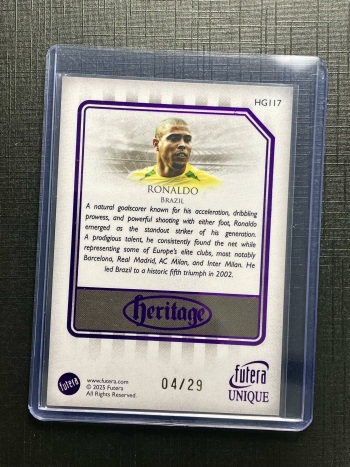 HG117
RONALDO
BRAZIL
A natural goalscorer known for his acceleration, dribbling
prowess, and powerful shooting with either foot, Ronaldo
emerged as the standout striker of his generation.
A prodigious talent, he consistently found the net while
representing some of Europe's elite clubs, most notably
Barcelona, Real Madrid, AC Milan, and Inter Milan. He
led Brazil to a historic fifth triumph in 2002.
Heritage
futera
www.futera.com
© 2025 Futera
All Rights Reserved.
04/29
futera
UNIQUE